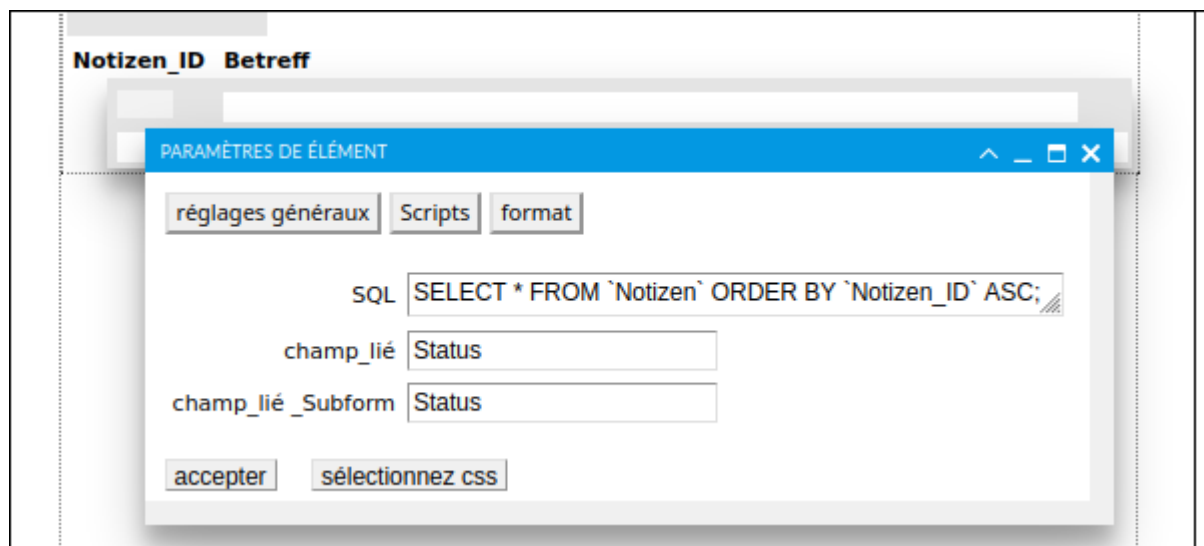 Notizen_ID Betreff
PARAMÈTRES DE ÉLÉMENT
réglages généraux Scripts format
SQL SELECT * FROM `Notizen` ORDER BY `Notizen_ID` ASC;
champ_lié Status
champ_lié _Subform Status
accepter sélectionnez css